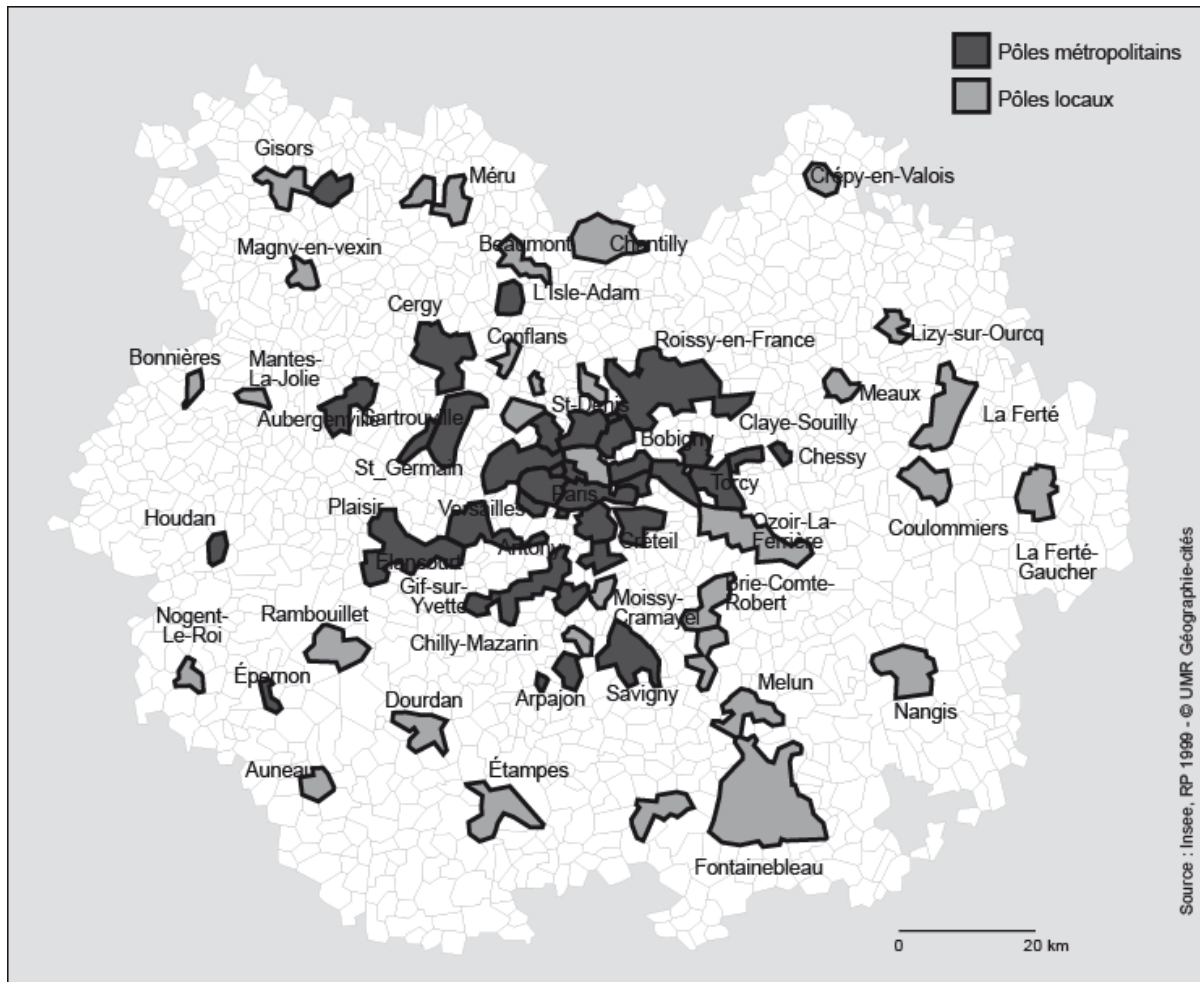 Pôles métropolitains
Pôles locaux
Gisors
Méru
Crépy-en-Valois
Magny-en-vexin
Beaumont
Chantilly
L'Isle-Adam
Cergy
Conflans
Roissy-en-France
Lizy-sur-Ourcq
Bonnières
Mantes-
La-Jolie
Aubergenville
Sartrouville
St-Denis
Meaux
La Ferté
Claye-Souilly
Bobigny
Chessy
St_Germain
Torcy
Paris
Plaisir
Versailles
Houdan
Antony
Créteil
Ozoir-La-
Ferrière
Coulommiers
La Ferté-
Gaucher
Elancourt
Gif-sur-
Yvette
Moissy-
Cramayel
Brie-Comte-
Robert
Nogent-
Le-Roi
Rambouillet
Chilly-Mazarin
Épernon
Dourdan
Arpajon
Savigny
Melun
Nangis
Auneau
Étampes
Fontainebleau
0 20 km
Source : Insee, RP 1999 - © UMR Géographie-cités